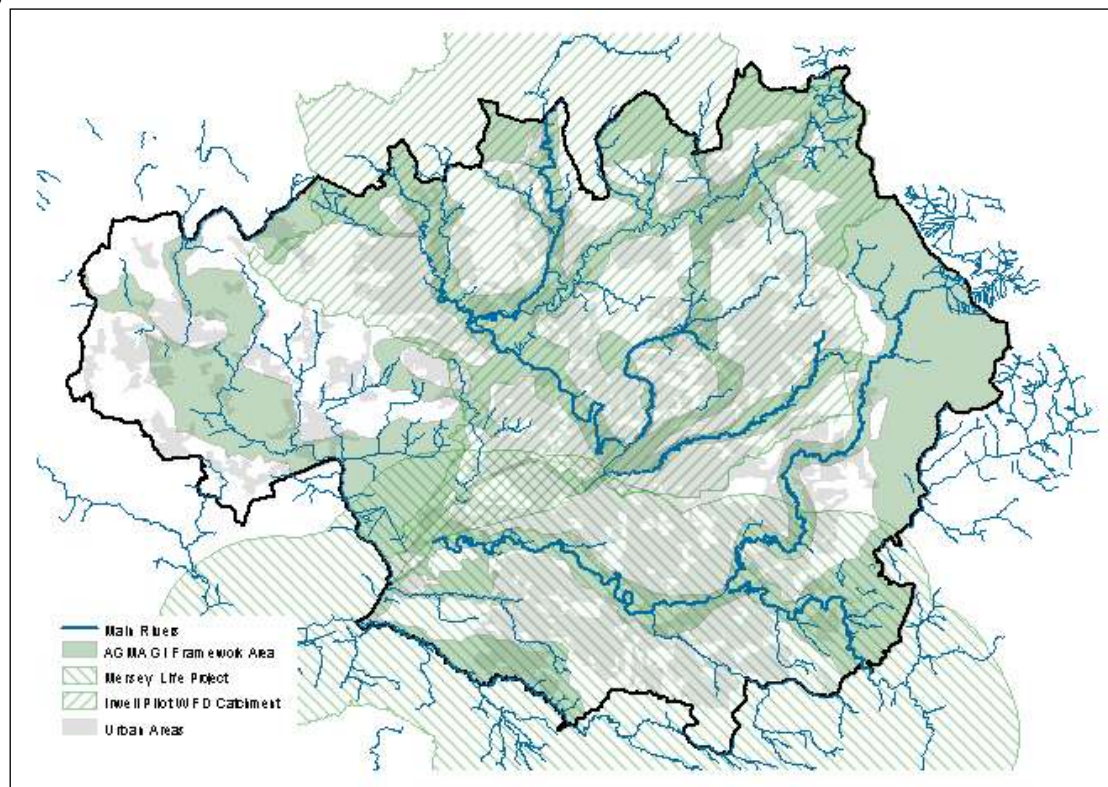 Main Rivers
AGMA GI Framework Area
Mersey Life Project
Irwell Pilot WFD Catchment
Urban Areas